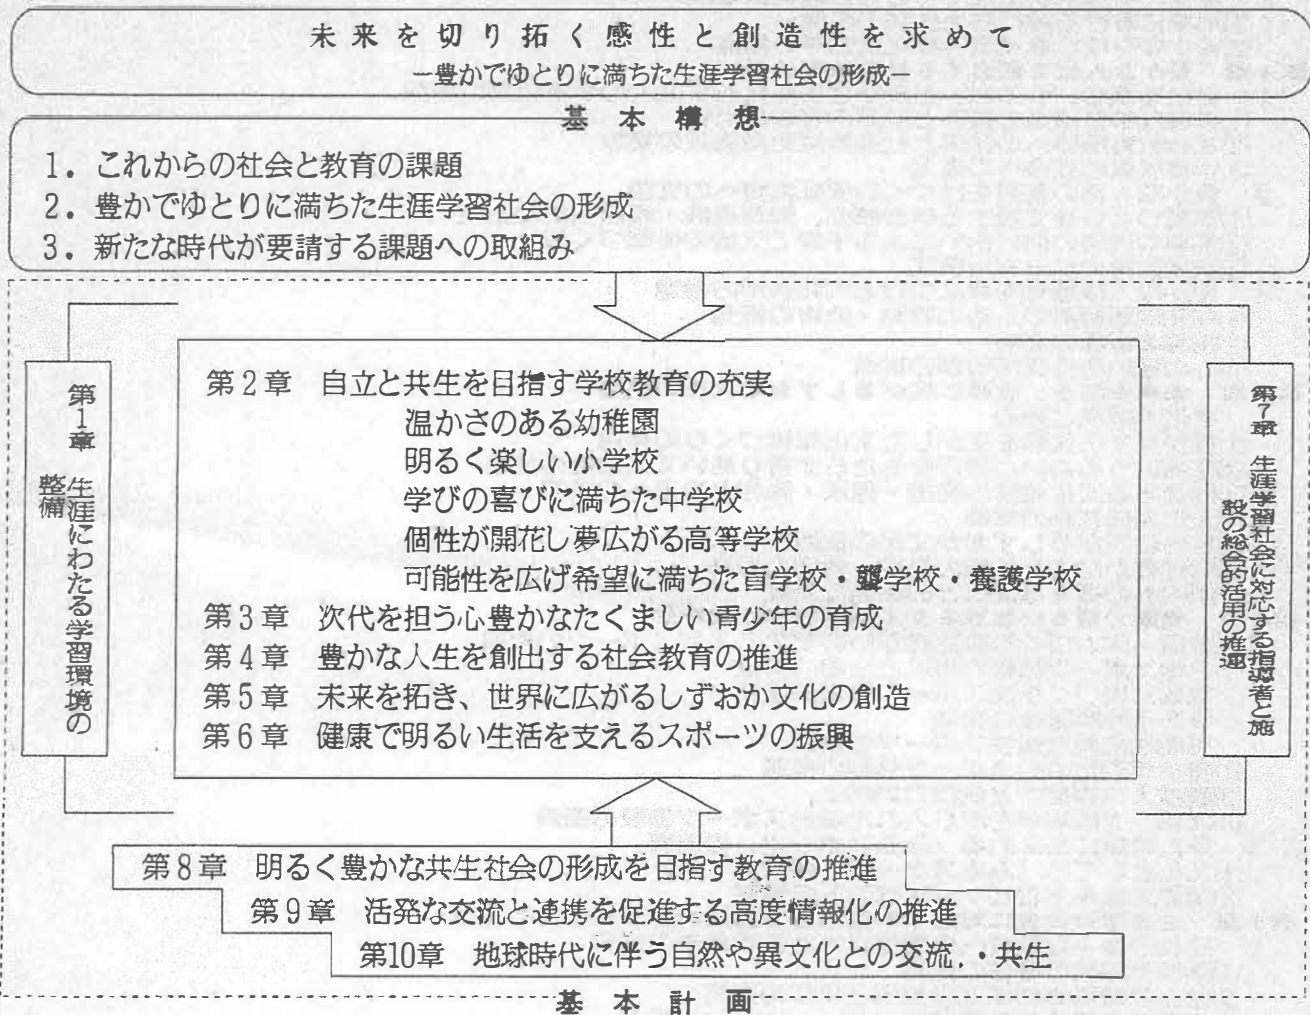 未来を切り拓く感性と創造性を求めて
－豊かでゆとりに満ちた生涯学習社会の形成－
基本構想
1．これからの社会と教育の課題
2．豊かでゆとりに満ちた生涯学習社会の形成
3．新たな時代が要請する課題への取組み
第1章　生涯にわたる学習環境の
整備
第2章　自立と共生を目指す学校教育の充実
温かさのある幼稚園
明るく楽しい小学校
学びの喜びに満ちた中学校
個性が開花し夢広がる高等学校
可能性を広げ希望に満ちた盲学校・聾学校・養護学校
第3章　次代を担う心豊かなたくましい青少年の育成
第4章　豊かな人生を創出する社会教育の推進
第5章　未来を拓き、世界に広がるしずおか文化の創造
第6章　健康で明るい生活を支えるスポーツの振興
第7章　生涯学習社会に対応する指導者と施
設の総合的活用の推進
第8章　明るく豊かな共生社会の形成を目指す教育の推進
第9章　活発な交流と連携を促進する高度情報化の推進
第10章　地球時代に伴う自然や異文化との交流・共生
基本計画